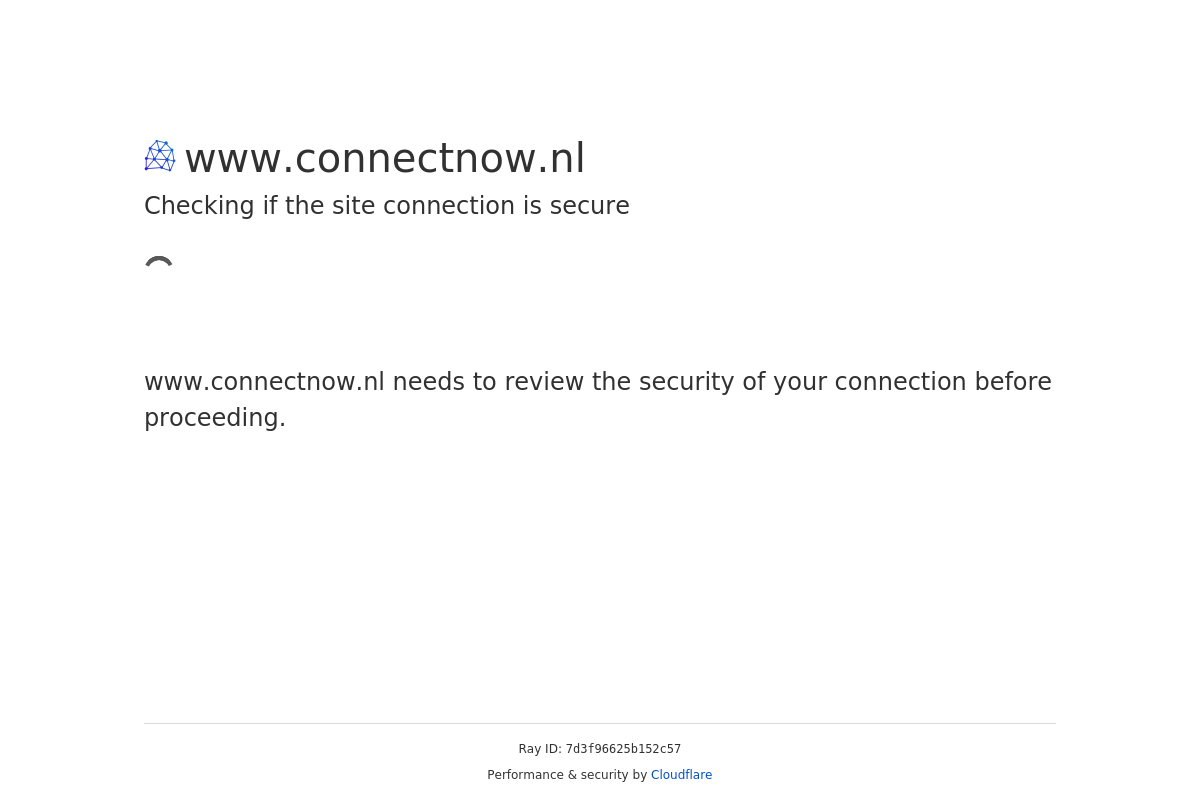 www.connectnow.nl
Checking if the site connection is secure
www.connectnow.nl needs to review the security of your connection before
proceeding.
Ray ID: 7d3f96625b152c57
Performance & security by Cloudflare